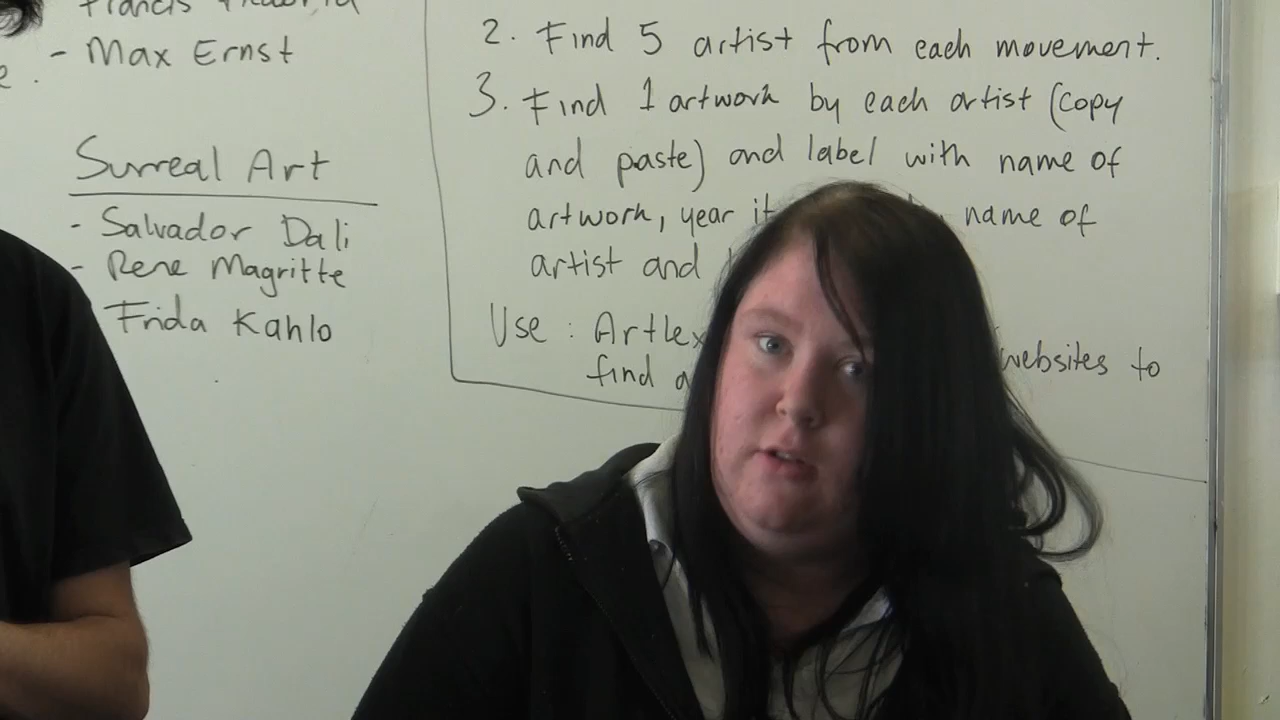 Francis
- Max Ernst
Surreal Art
- Salvador Dali
- Rene Magritte
Frida Kahlo
2. Find 5 artist from each movement.
3. Find 1 artwork by each artist (copy
and paste) and label with name of
artwork, year it name of
artist and
Use : Artlex websites to
find